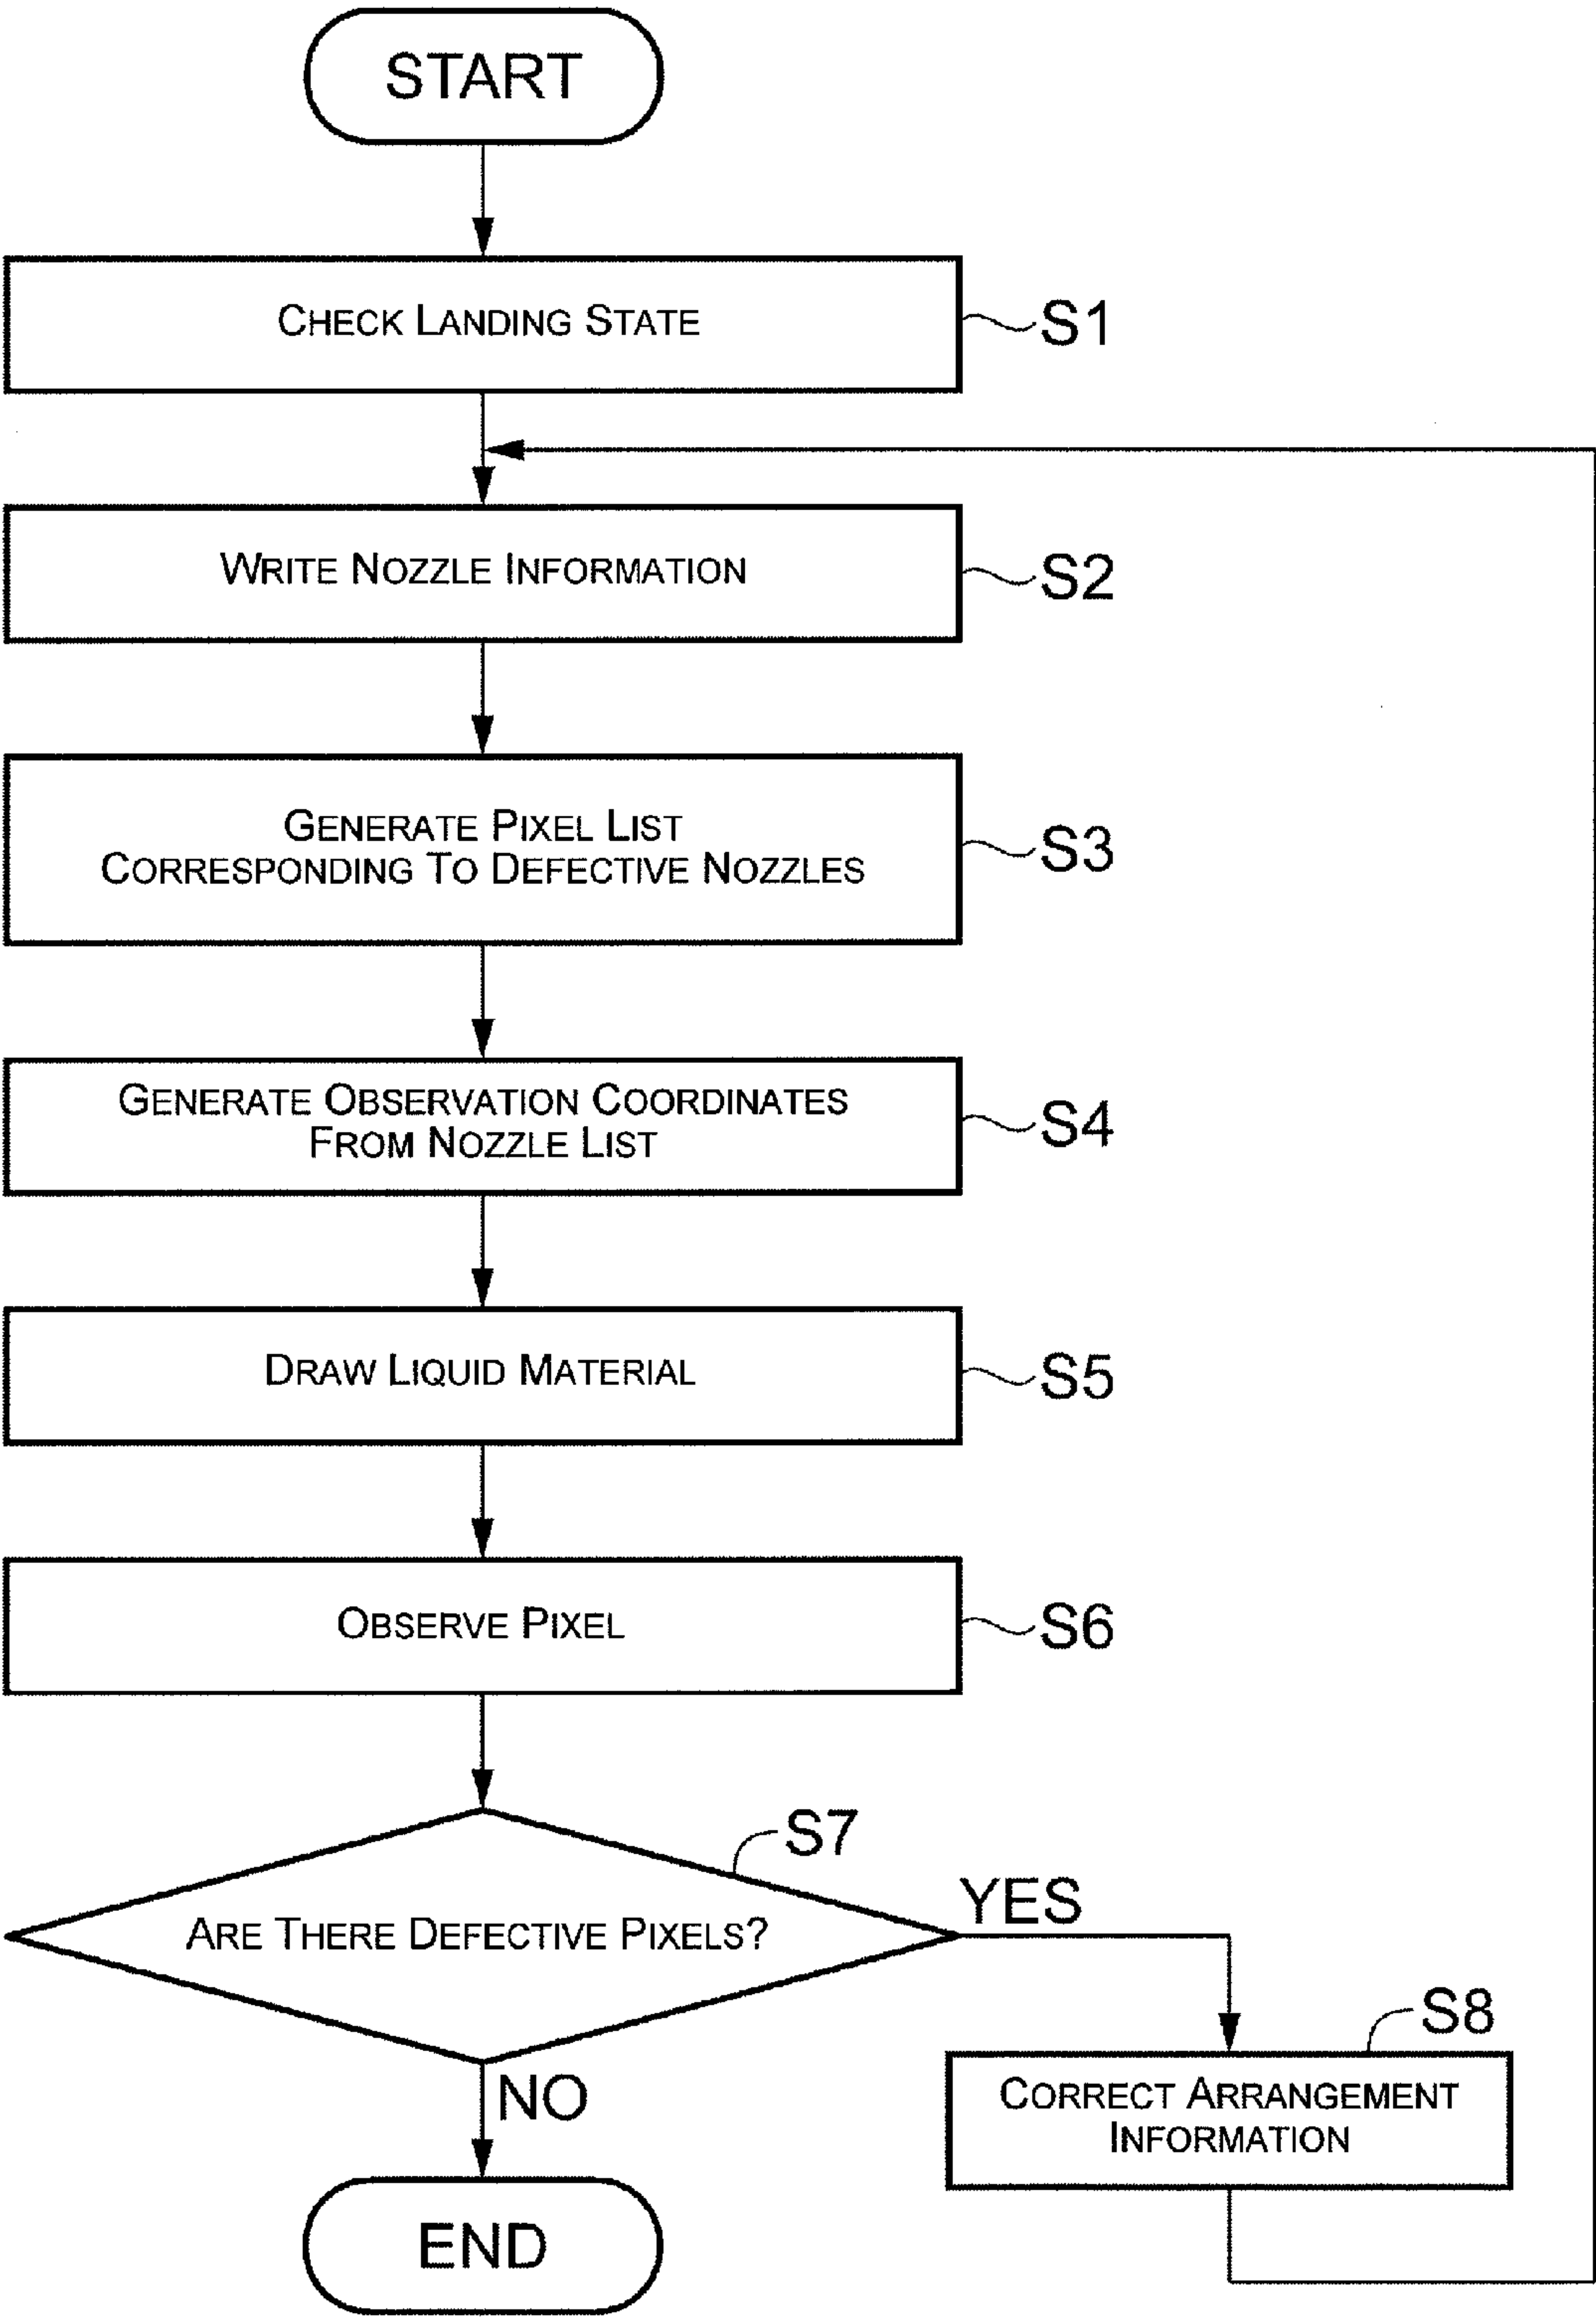 START
CHECK LANDING STATE
S1
WRITE NOZZLE INFORMATION
S2
GENERATE PIXEL LIST
CORRESPONDING TO DEFECTIVE NOZZLES
S3
GENERATE OBSERVATION COORDINATES
FROM NOZZLE LIST
S4
DRAW LIQUID MATERIAL
S5
OBSERVE PIXEL
S6
S7
ARE THERE DEFECTIVE PIXELS?
YES
S8
CORRECT ARRANGEMENT
INFORMATION
NO
END